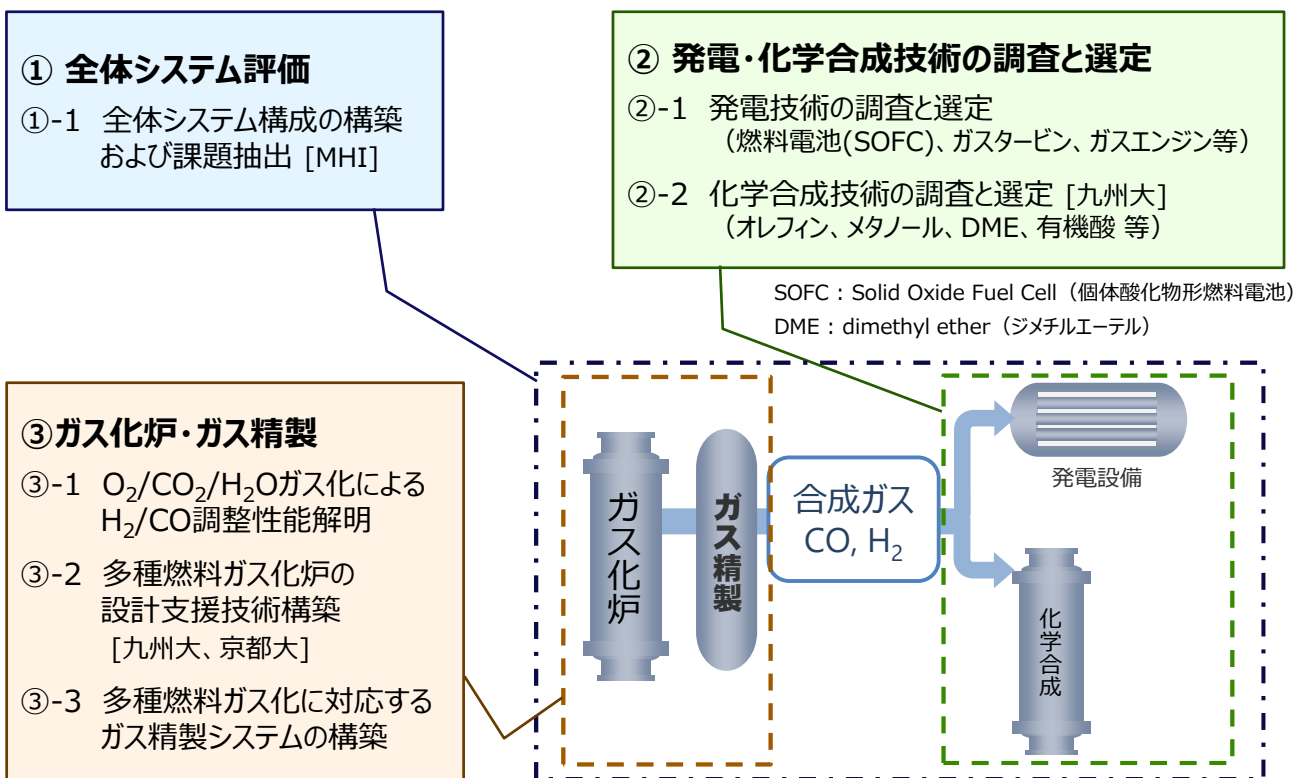 ① 全体システム評価
①-1 全体システム構成の構築
および課題抽出 [MHI]
② 発電・化学合成技術の調査と選定
②-1 発電技術の調査と選定
（燃料電池(SOFC)、ガスタービン、ガスエンジン等）
②-2 化学合成技術の調査と選定 [九州大]
（オレフィン、メタノール、DME、有機酸 等）
SOFC : Solid Oxide Fuel Cell（個体酸化物形燃料電池）
DME : dimethyl ether（ジメチルエーテル）
③ガス化炉・ガス精製
③-1 O₂/CO₂/H₂Oガス化による
H₂/CO調整性能解明
③-2 多種燃料ガス化炉の
設計支援技術構築
[九州大、京都大]
③-3 多種燃料ガス化に対応する
ガス精製システムの構築
ガス化炉
ガス精製
合成ガス
CO, H₂
発電設備
化学合成